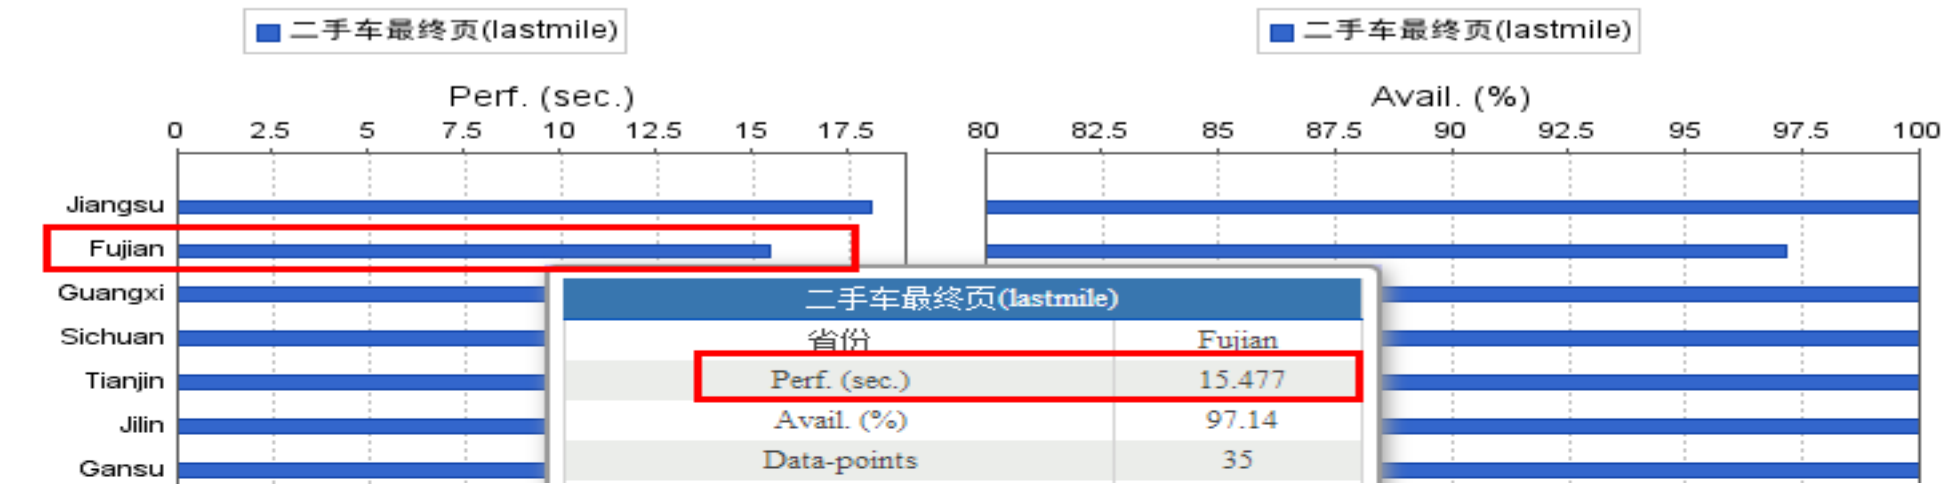 二手车最终页(lastmile)
二手车最终页(lastmile)
Perf. (sec.)
Avail. (%)
0 2.5 5 7.5 10 12.5 15 17.5
80 82.5 85 87.5 90 92.5 95 97.5 100
Jiangsu
Fujian
Guangxi
Sichuan
Tianjin
Jilin
Gansu
二手车最终页(lastmile)
省份 Fujian
Perf. (sec.) 15.477
Avail. (%) 97.14
Data-points 35